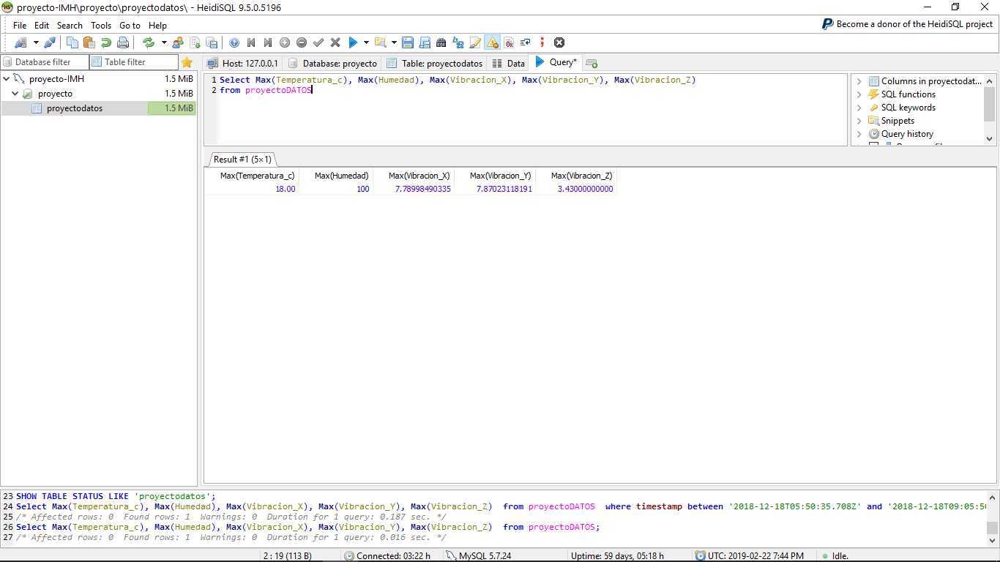 proyecto-IMH\proyecto\proyectodatos\ - HeidiSQL 9.5.0.5196
File Edit Search Tools Go to Help
Become a donor of the HeidiSQL project
Database filter Table filter
Host: 127.0.0.1 Database: proyecto Table: proyectodatos Data Query*
proyecto-IMH 1.5 MiB
proyecto 1.5 MiB
proyectodatos 1.5 MiB
1 Select Max(Temperatura_c), Max(Humedad), Max(Vibracion_X), Max(Vibracion_Y), Max(Vibracion_Z)
2 from proyectoDATOS
Columns in proyectodat...
SQL functions
SQL keywords
Snippets
Query history
Result #1 (5×1)
Max(Temperatura_c) Max(Humedad) Max(Vibracion_X) Max(Vibracion_Y) Max(Vibracion_Z)
18.00 100 7.78998490335 7.87023118191 3.43000000000
23 SHOW TABLE STATUS LIKE 'proyectodatos';
24 Select Max(Temperatura_c), Max(Humedad), Max(Vibracion_X), Max(Vibracion_Y), Max(Vibracion_Z) from proyectoDATOS where timestamp between '2018-12-18T05:50:35.708Z' and '2018-12-18T09:05:50
25 /* Affected rows: 0 Found rows: 1 Warnings: 0 Duration for 1 query: 0.187 sec. */
26 Select Max(Temperatura_c), Max(Humedad), Max(Vibracion_X), Max(Vibracion_Y), Max(Vibracion_Z) from proyectoDATOS;
27 /* Affected rows: 0 Found rows: 1 Warnings: 0 Duration for 1 query: 0.016 sec. */
2 : 19 (113 B) Connected: 03:22 h MySQL 5.7.24 Uptime: 59 days, 05:18 h UTC: 2019-02-22 7:44 PM Idle.